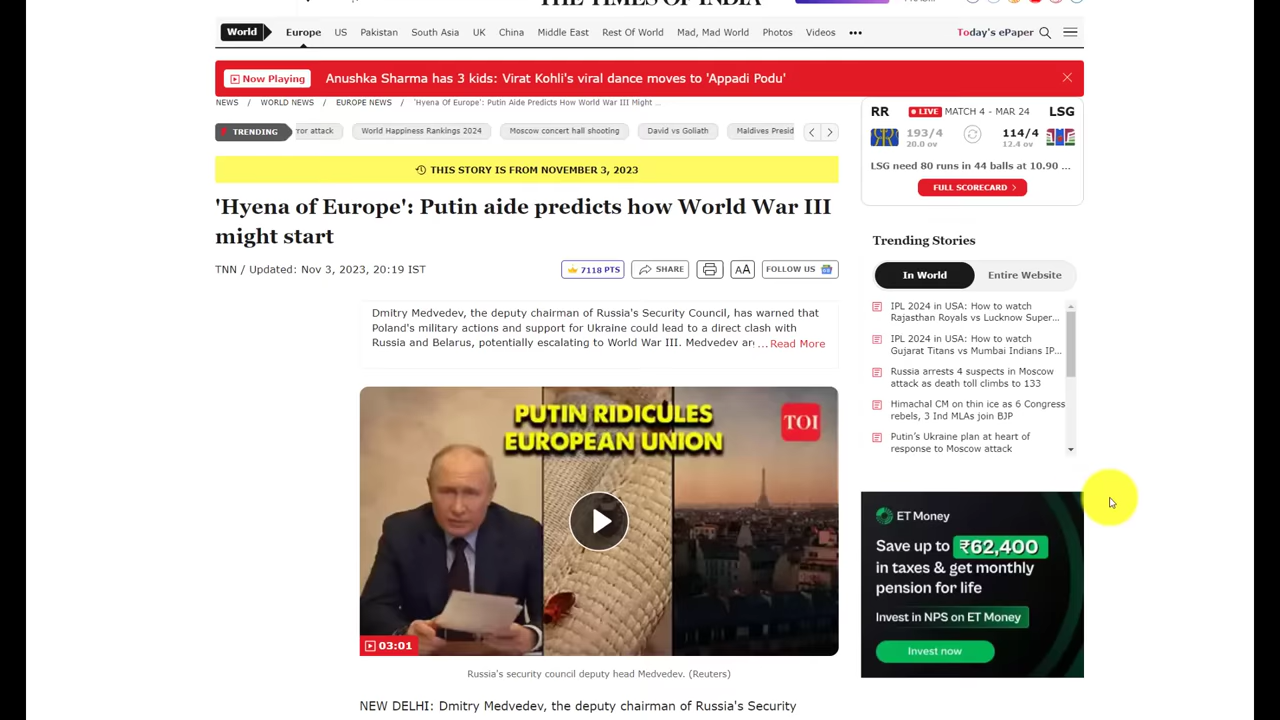 THE TIMES OF INDIA
World
Europe
US
Pakistan
South Asia
UK
China
Middle East
Rest Of World
Mad, Mad World
Photos
Videos
Today's ePaper
Now Playing
Anushka Sharma has 3 kids: Virat Kohli's viral dance moves to 'Appadi Podu'
NEWS / WORLD NEWS / EUROPE NEWS / 'Hyena Of Europe': Putin Aide Predicts How World War III Might ...
TRENDING
ror attack
World Happiness Rankings 2024
Moscow concert hall shooting
David vs Goliath
Maldives Presid
THIS STORY IS FROM NOVEMBER 3, 2023
'Hyena of Europe': Putin aide predicts how World War III
might start
TNN / Updated: Nov 3, 2023, 20:19 IST
7118 PTS
SHARE
AA
FOLLOW US
Dmitry Medvedev, the deputy chairman of Russia's Security Council, has warned that
Poland's military actions and support for Ukraine could lead to a direct clash with
Russia and Belarus, potentially escalating to World War III. Medvedev ar... Read More
PUTIN RIDICULES
EUROPEAN UNION
TOI
03:01
Russia's security council deputy head Medvedev. (Reuters)
NEW DELHI: Dmitry Medvedev, the deputy chairman of Russia's Security
RR
LIVE
MATCH 4 - MAR 24
LSG
193/4
20.0 ov
114/4
12.4 ov
LSG need 80 runs in 44 balls at 10.90 ...
FULL SCORECARD
Trending Stories
In World
Entire Website
IPL 2024 in USA: How to watch
Rajasthan Royals vs Lucknow Super...
IPL 2024 in USA: How to watch
Gujarat Titans vs Mumbai Indians IP...
Russia arrests 4 suspects in Moscow
attack as death toll climbs to 133
Himachal CM on thin ice as 6 Congress
rebels, 3 Ind MLAs join BJP
Putin's Ukraine plan at heart of
response to Moscow attack
ET Money
Save up to ₹62,400
in taxes & get monthly
pension for life
Invest in NPS on ET Money
Invest now